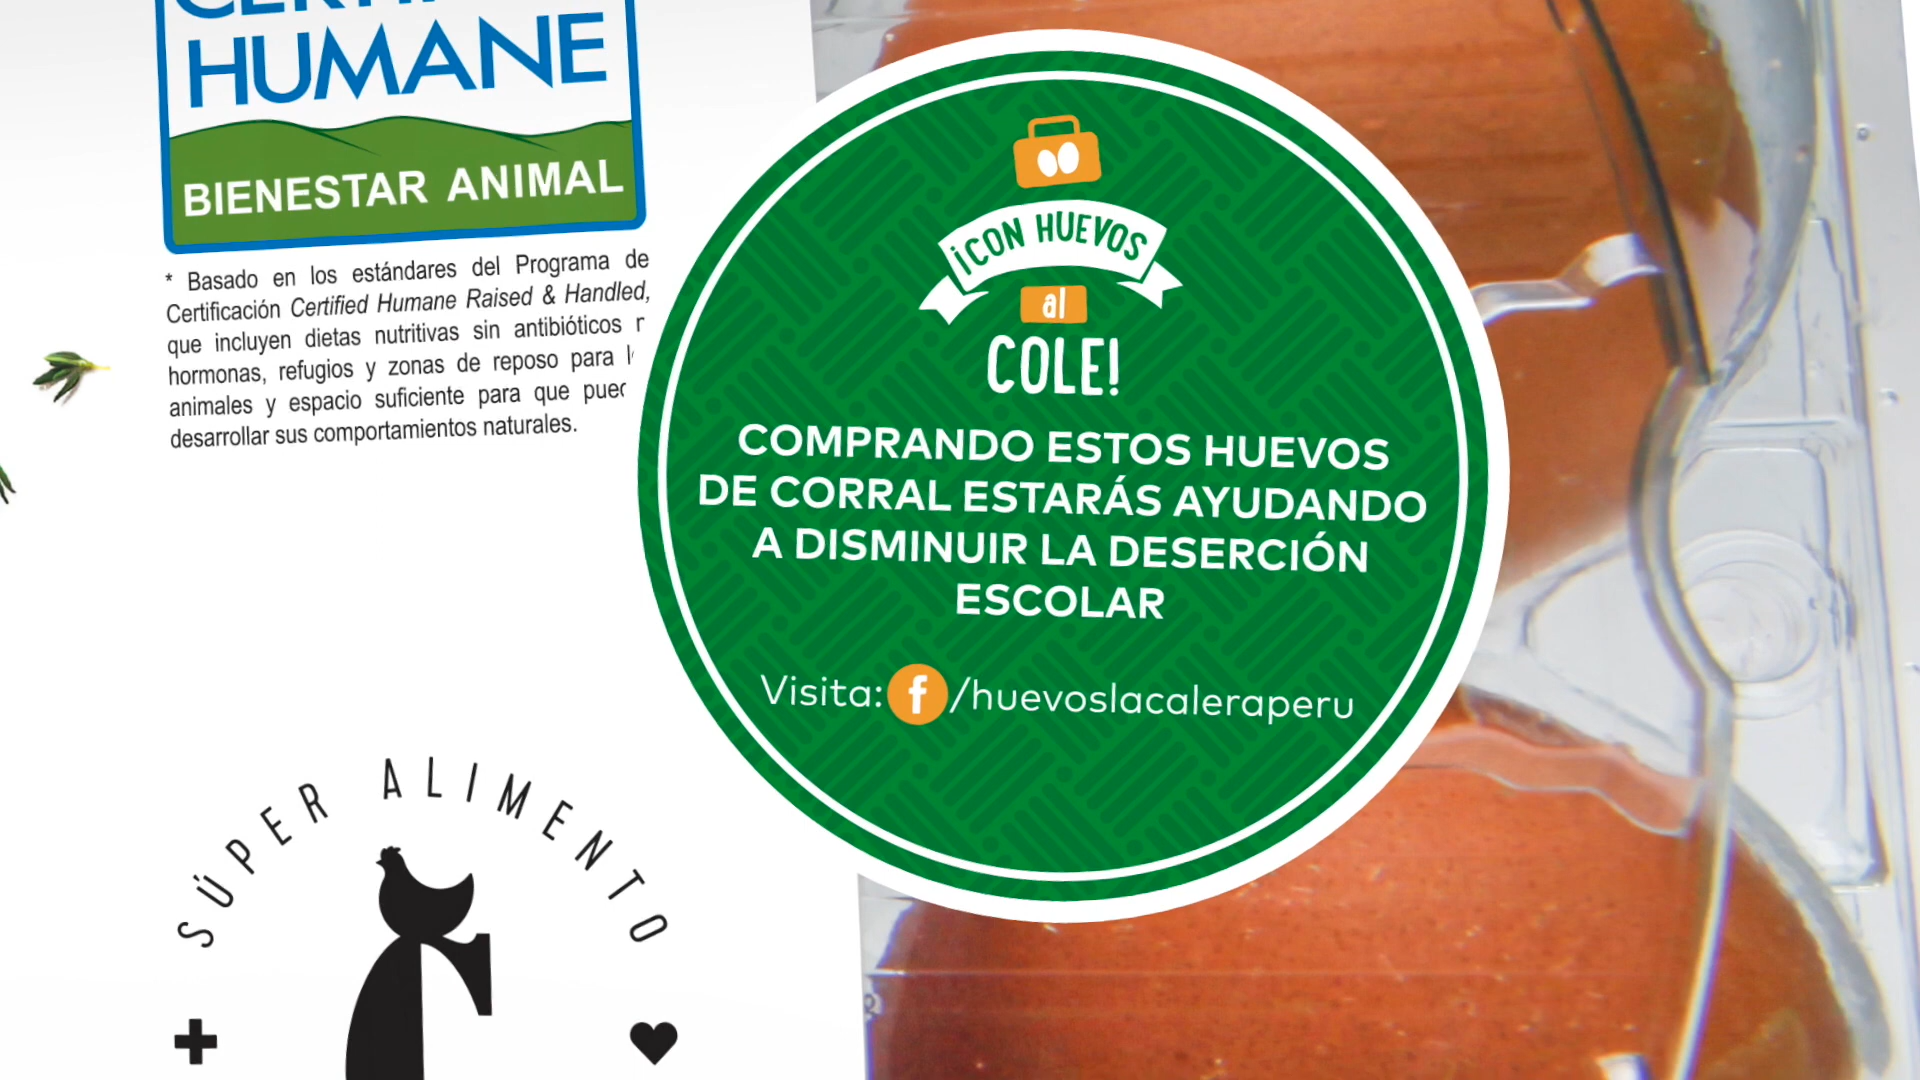 HUMANE
BIENESTAR ANIMAL
* Basado en los estándares del Programa de
Certificación Certified Humane Raised & Handled,
que incluyen dietas nutritivas sin antibióticos
hormonas, refugios y zonas de reposo para
animales y espacio suficiente para que
desarrollar sus comportamientos naturales.
SÚPER ALIMENTO
¡CON HUEVOS
al
COLE!
COMPRANDO ESTOS HUEVOS
DE CORRAL ESTARÁS AYUDANDO
A DISMINUIR LA DESERCIÓN
ESCOLAR
Visita: f/huevoslacaleraperu